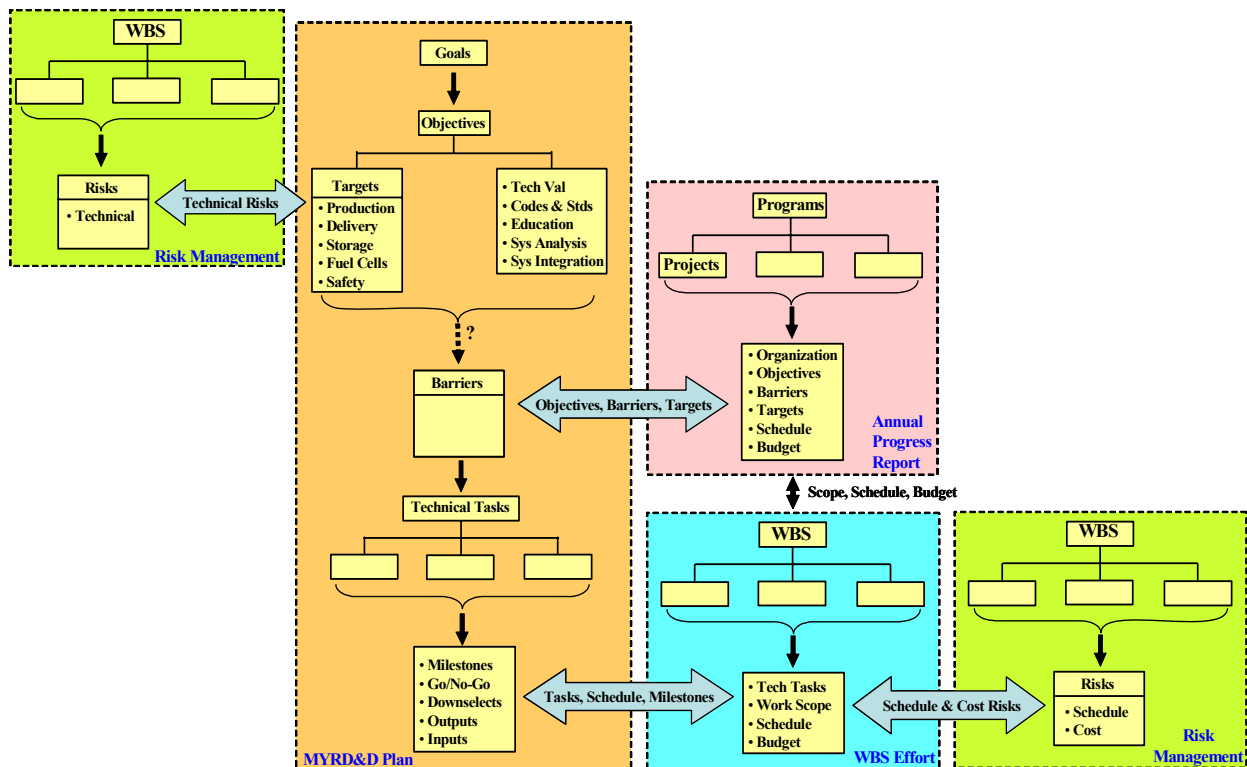 WBS
Risks
• Technical
Risk Management
Technical Risks
Goals
Objectives
Targets
• Production
• Delivery
• Storage
• Fuel Cells
• Safety
• Tech Val
• Codes & Stds
• Education
• Sys Analysis
• Sys Integration
?
Barriers
Technical Tasks
• Milestones
• Go/No-Go
• Downselects
• Outputs
• Inputs
MYRD&D Plan
Objectives, Barriers, Targets
Tasks, Schedule, Milestones
Programs
Projects
• Organization
• Objectives
• Barriers
• Targets
• Schedule
• Budget
Annual
Progress
Report
Scope, Schedule, Budget
WBS
• Tech Tasks
• Work Scope
• Schedule
• Budget
WBS Effort
Schedule & Cost Risks
WBS
Risks
• Schedule
• Cost
Risk
Management